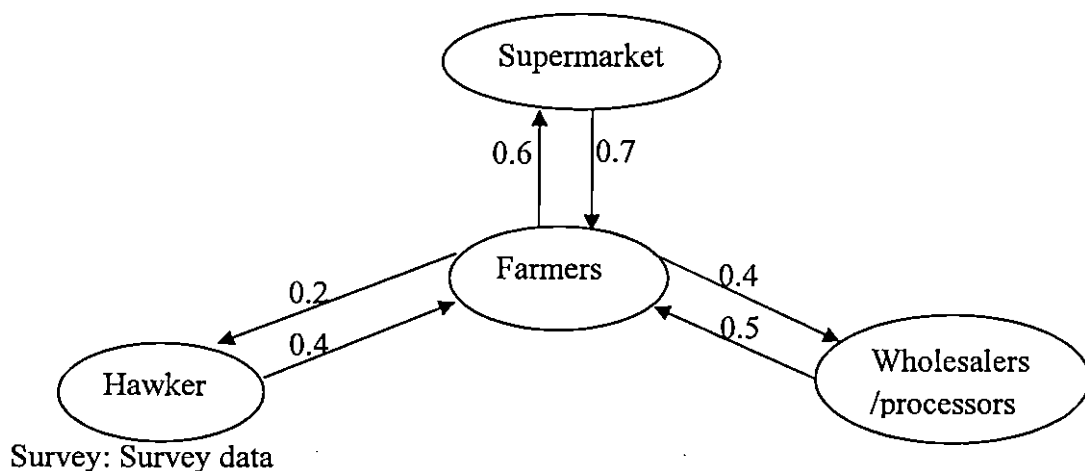 Supermarket
0.6
0.7
Farmers
0.2
0.4
0.4
0.5
Hawker
Wholesalers
/processors
Survey: Survey data